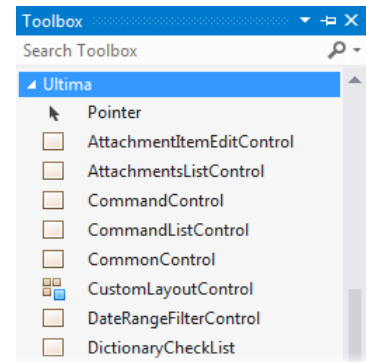 Toolbox
Search Toolbox
Ultima
Pointer
AttachmentItemEditControl
AttachmentsListControl
CommandControl
CommandListControl
CommonControl
CustomLayoutControl
DateRangeFilterControl
DictionaryCheckList